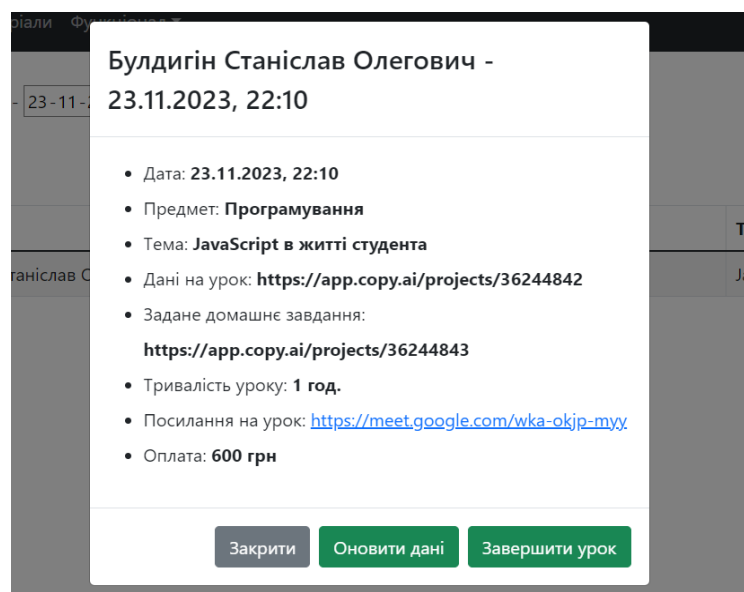 ріали
Булдигін Станіслав Олегович -
- 23-11-
23.11.2023, 22:10
Дата: 23.11.2023, 22:10
Предмет: Програмування
Тема: JavaScript в житті студента
Дані на урок: https://app.copy.ai/projects/36244842
Задане домашнє завдання:
https://app.copy.ai/projects/36244843
Тривалість уроку: 1 год.
Посилання на урок: https://meet.google.com/wka-okjp-myy
Оплата: 600 грн
Закрити Оновити дані Завершити урок